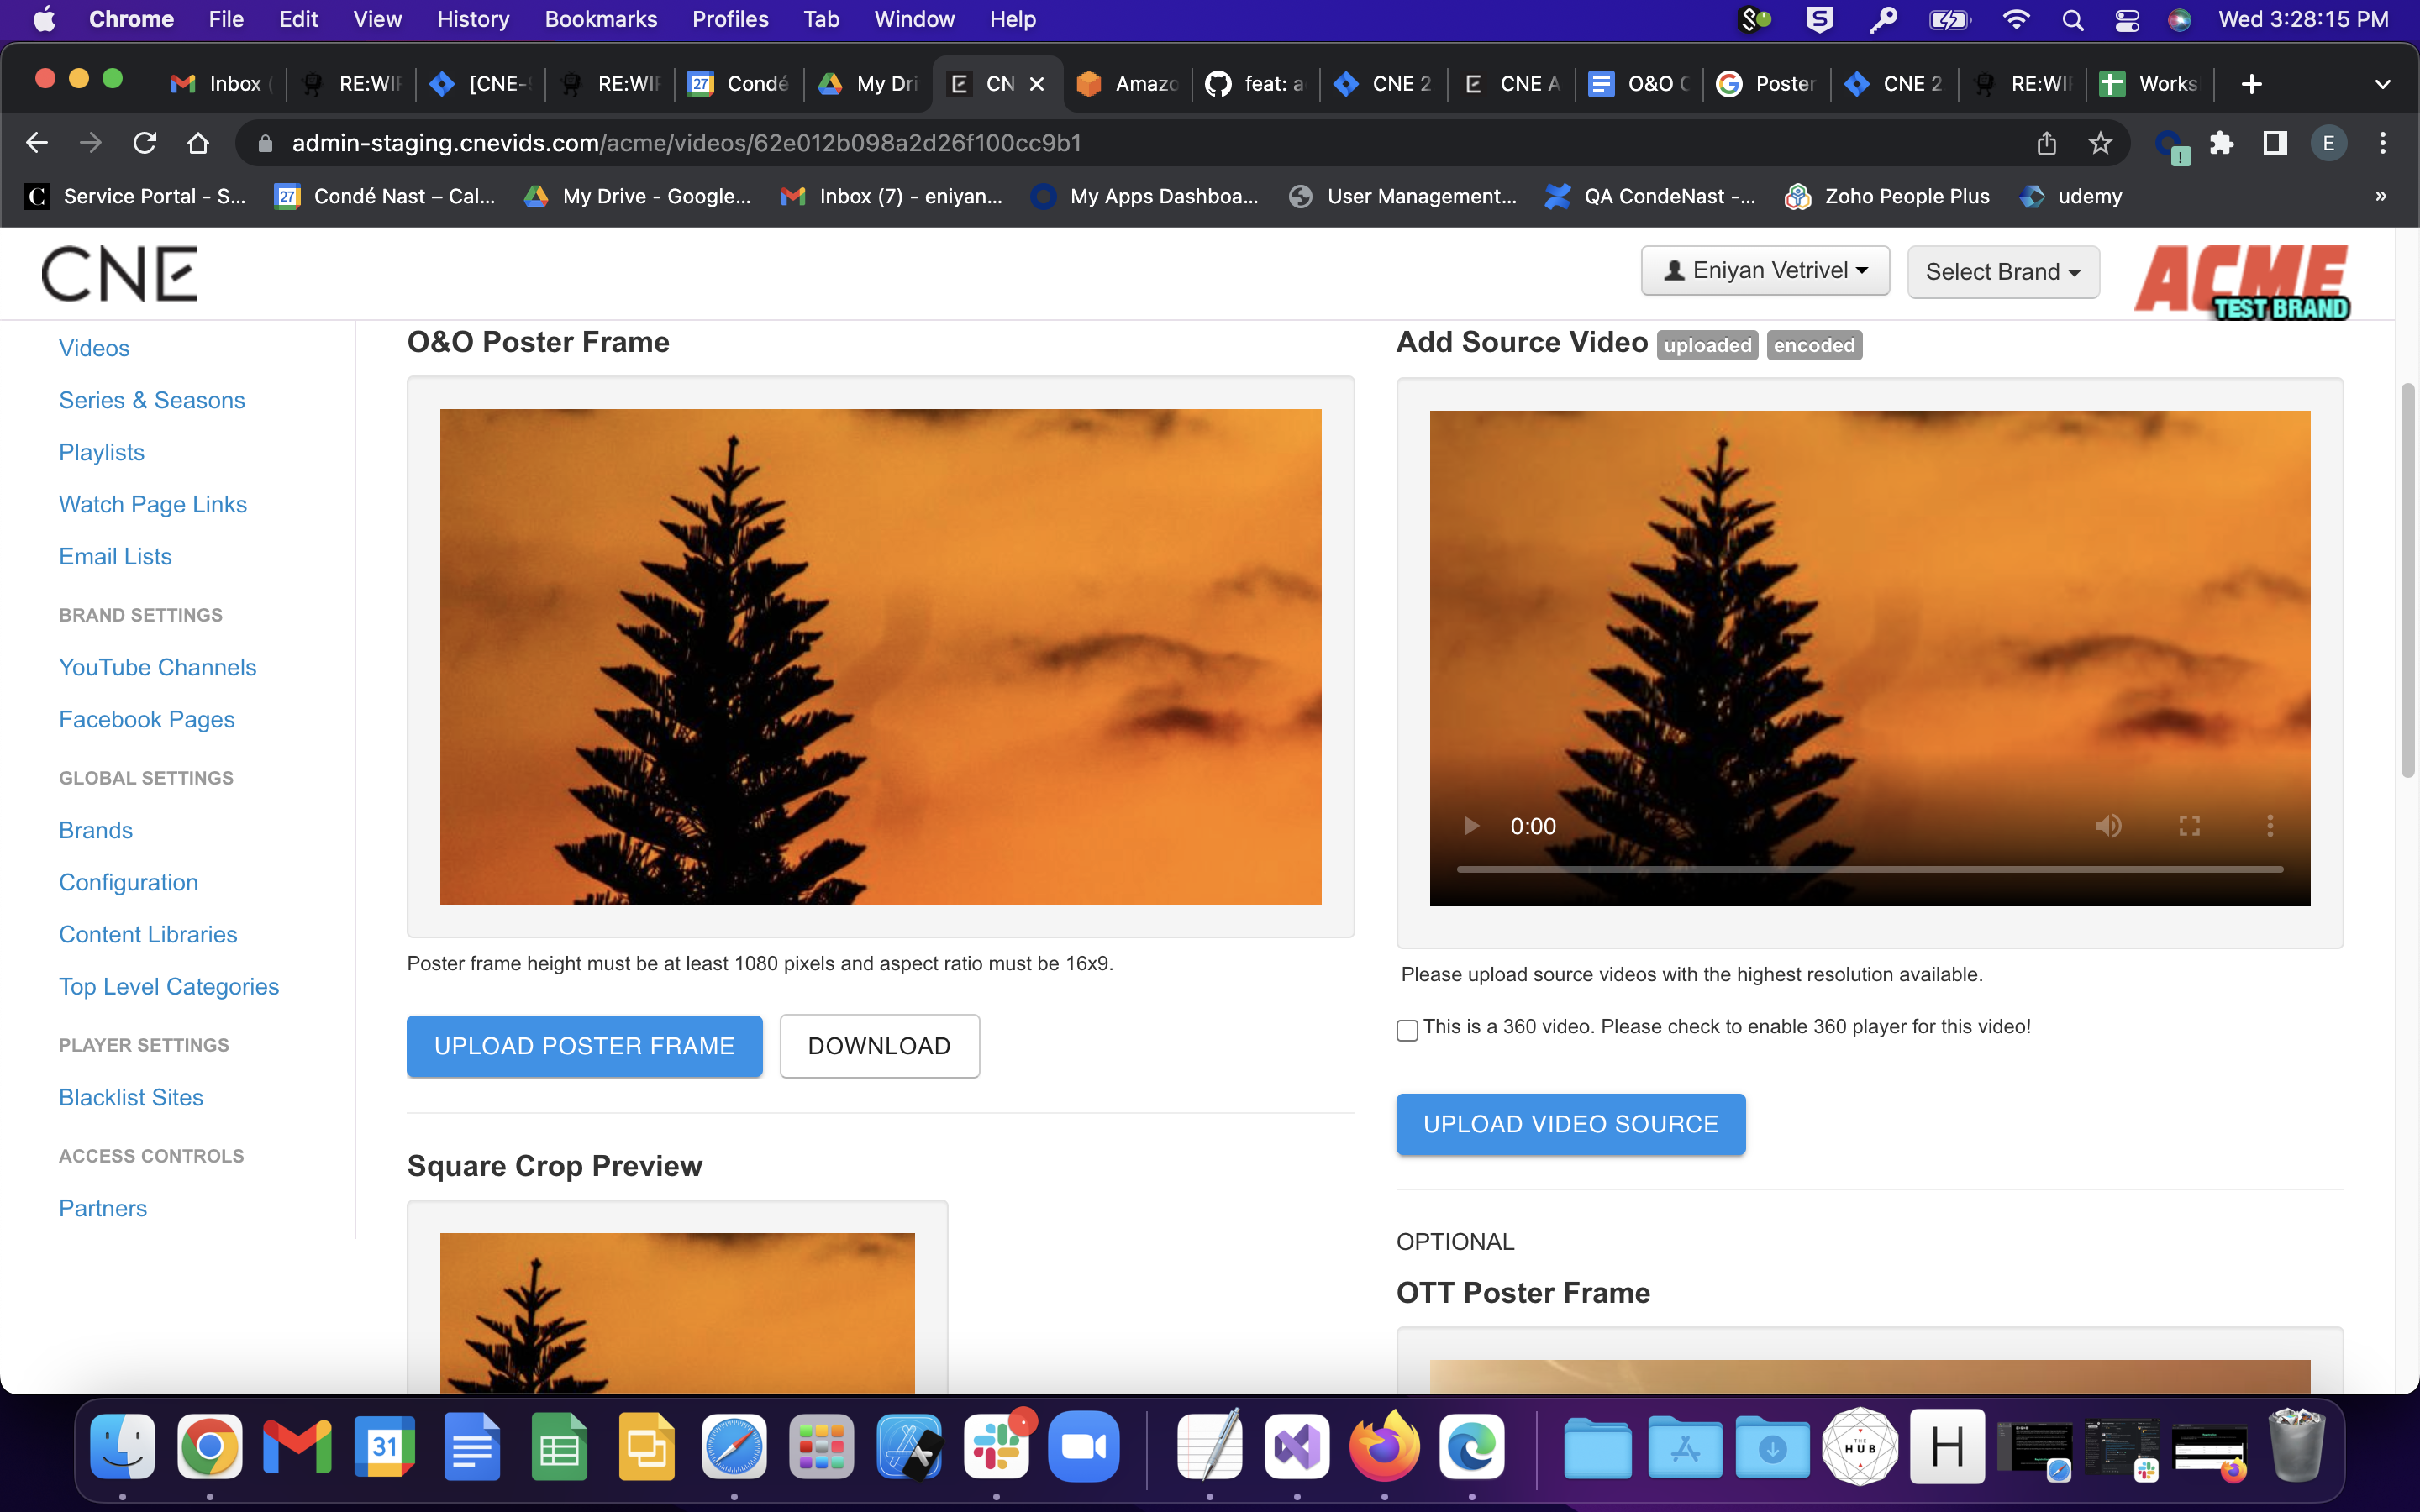 Chrome File Edit View History Bookmarks Profiles Tab Window Help Wed 3:28:15 PM
Inbox RE:WI [CNE- RE:WI Condé My Dri CN Amazo feat: a CNE 2 CNE A O&O Poster CNE 2 RE:WI Works
admin-staging.cnevids.com/acme/videos/62e012b098a2d26f100cc9b1 E
Service Portal - S... Condé Nast – Cal... My Drive - Google... Inbox (7) - eniyan... My Apps Dashboa... User Management... QA CondeNast -... Zoho People Plus udemy »
CNE Eniyan Vetrivel Select Brand ACME
TEST BRAND
Videos
Series & Seasons
Playlists
Watch Page Links
Email Lists
BRAND SETTINGS
YouTube Channels
Facebook Pages
GLOBAL SETTINGS
Brands
Configuration
Content Libraries
Top Level Categories
PLAYER SETTINGS
Blacklist Sites
ACCESS CONTROLS
Partners
O&O Poster Frame
Poster frame height must be at least 1080 pixels and aspect ratio must be 16x9.
UPLOAD POSTER FRAME DOWNLOAD
Square Crop Preview
Add Source Video uploaded encoded
0:00
Please upload source videos with the highest resolution available.
This is a 360 video. Please check to enable 360 player for this video!
UPLOAD VIDEO SOURCE
OPTIONAL
OTT Poster Frame
31 THE HUB H